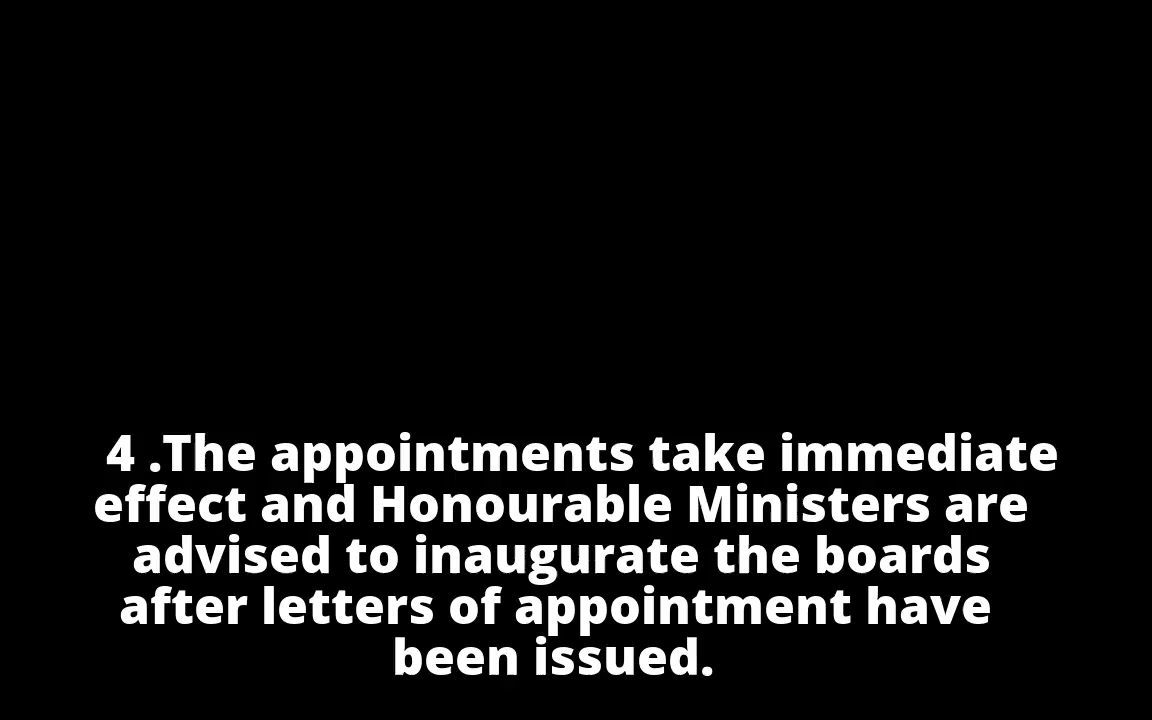 4 .The appointments take immediate
effect and Honourable Ministers are
advised to inaugurate the boards
after letters of appointment have
been issued.